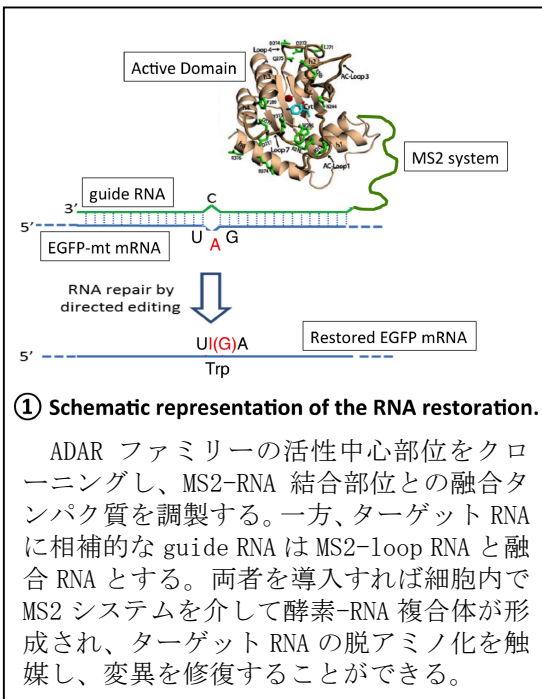 Active Domain
Loop4
AC-Loop3
Loop7
AC-Loop1
h1
MS2 system
guide RNA
C
3’
5’
EGFP-mt mRNA
U A G
RNA repair by
directed editing
UI(G)A
Restored EGFP mRNA
5’
Trp
① Schematic representation of the RNA restoration.
ADAR ファミリーの活性中心部位をクロ
ーニングし、MS2-RNA 結合部位との融合タ
ンパク質を調製する。一方、ターゲット RNA
に相補的な guide RNA は MS2-loop RNA と融
合 RNA とする。両者を導入すれば細胞内で
MS2 システムを介して酵素-RNA 複合体が形
成され、ターゲット RNA の脱アミノ化を触
媒し、変異を修復することができる。